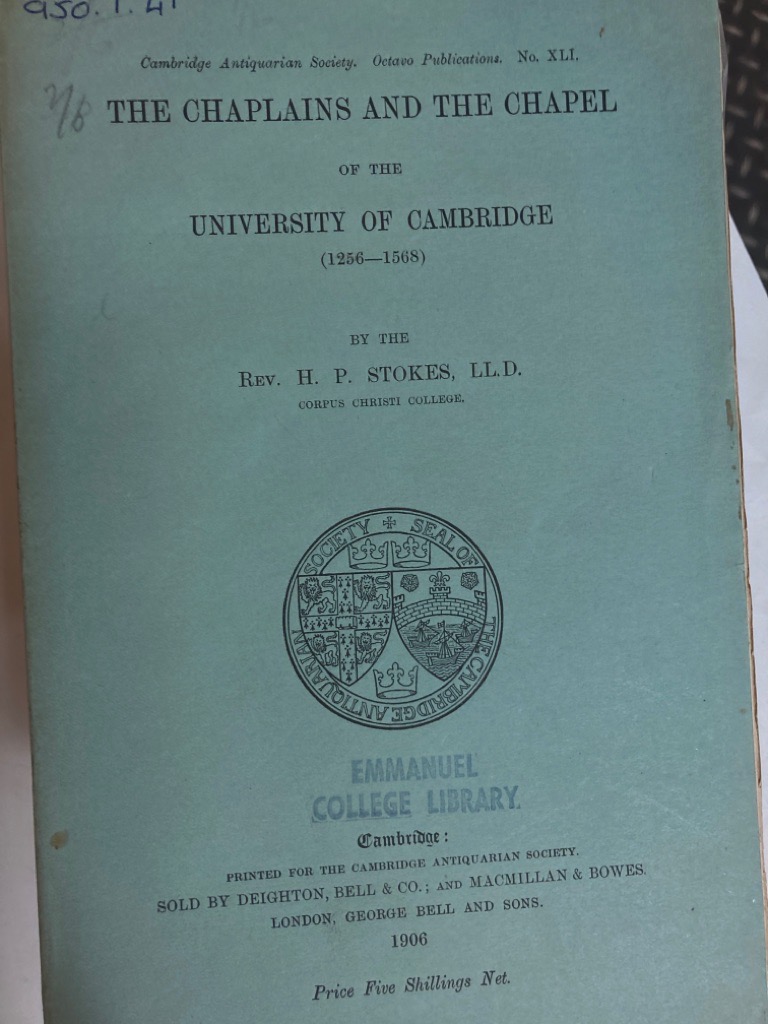 950.1.41
Cambridge Antiquarian Society. Octavo Publications. No. XLI.
7/6
THE CHAPLAINS AND THE CHAPEL
OF THE
UNIVERSITY OF CAMBRIDGE
(1256—1568)
BY THE
REV. H. P. STOKES, LL.D.
CORPUS CHRISTI COLLEGE.
SEAL OF THE CAMBRIDGE ANTIQUARIAN SOCIETY
EMMANUEL
COLLEGE LIBRARY.
Cambridge:
PRINTED FOR THE CAMBRIDGE ANTIQUARIAN SOCIETY.
SOLD BY DEIGHTON, BELL & CO.; AND MACMILLAN & BOWES.
LONDON, GEORGE BELL AND SONS.
1906
Price Five Shillings Net.